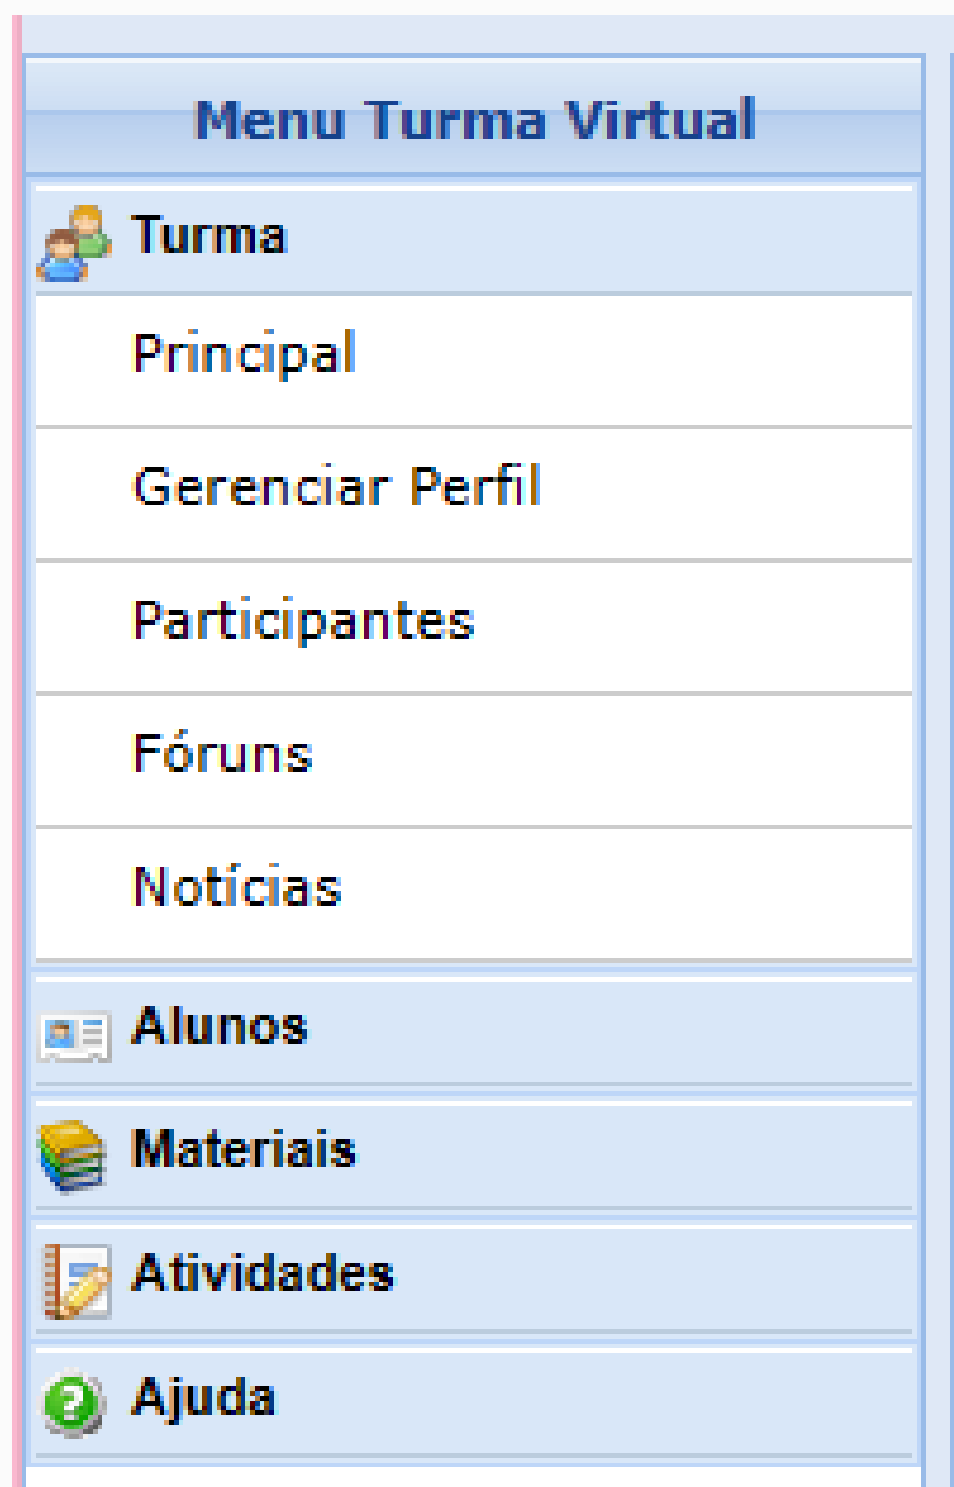 Menu Turma Virtual
Turma
Principal
Gerenciar Perfil
Participantes
Fóruns
Notícias
Alunos
Materiais
Atividades
Ajuda